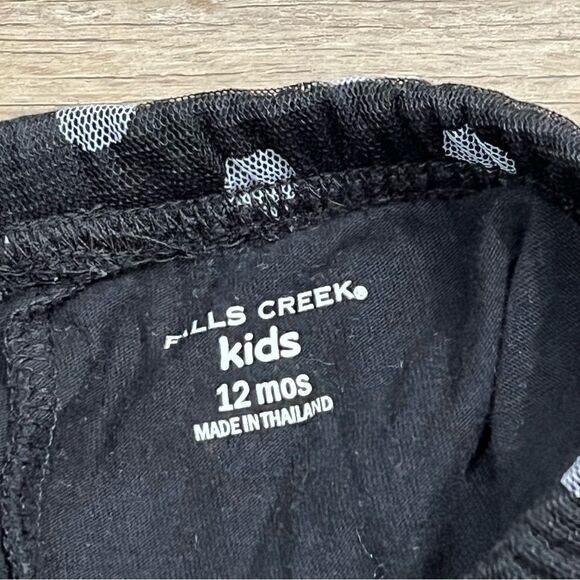 FALLS CREEK®
kids
12 mos
MADE IN THAILAND